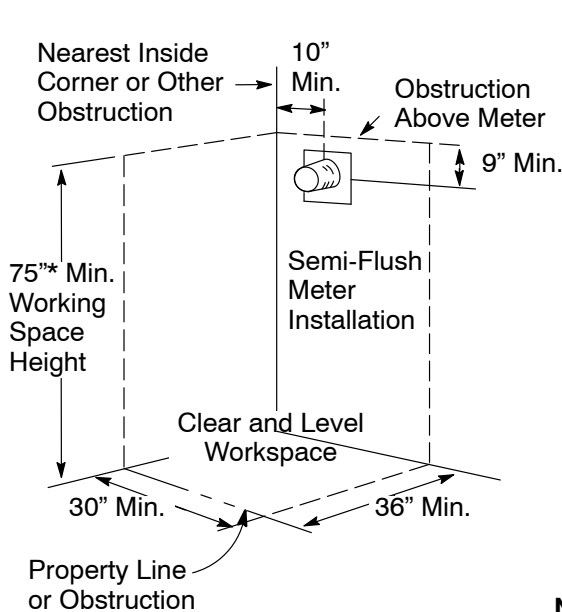 Nearest Inside
Corner or Other
Obstruction
10”
Min.
Obstruction
Above Meter
9” Min.
75”* Min.
Working
Space
Height
Semi-Flush
Meter
Installation
Clear and Level
Workspace
30” Min.
36” Min.
Property Line
or Obstruction
N